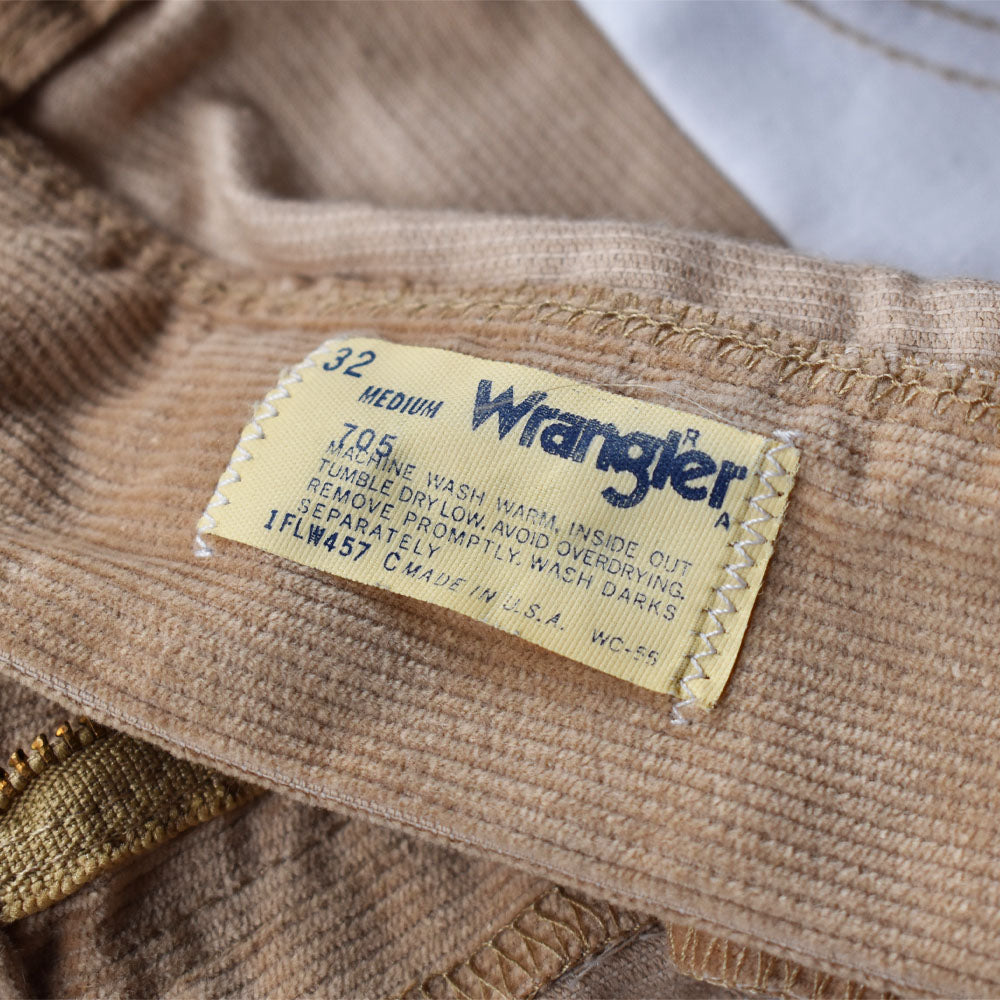 32
MEDIUM
Wrangler R
705
MACHINE WASH WARM, INSIDE OUT
TUMBLE DRY LOW. AVOID OVERDRYING.
REMOVE PROMPTLY. WASH DARKS
SEPARATELY
1FLW457 C MADE IN U.S.A. WC-55
A